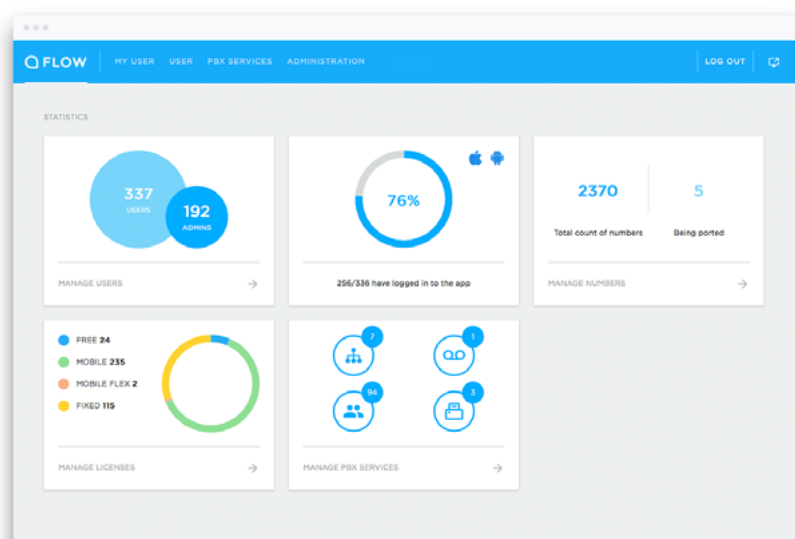 FLOW
MY USER USER PBX SERVICES ADMINISTRATION LOG OUT
STATISTICS
337
USERS
192
ADMINS
MANAGE USERS
76%
256/336 have logged in to the app
2370 5
Total count of numbers Being ported
MANAGE NUMBERS
FREE 24
MOBILE 235
MOBILE FLEX 2
FIXED 115
MANAGE LICENSES
7 1
94 3
MANAGE PBX SERVICES